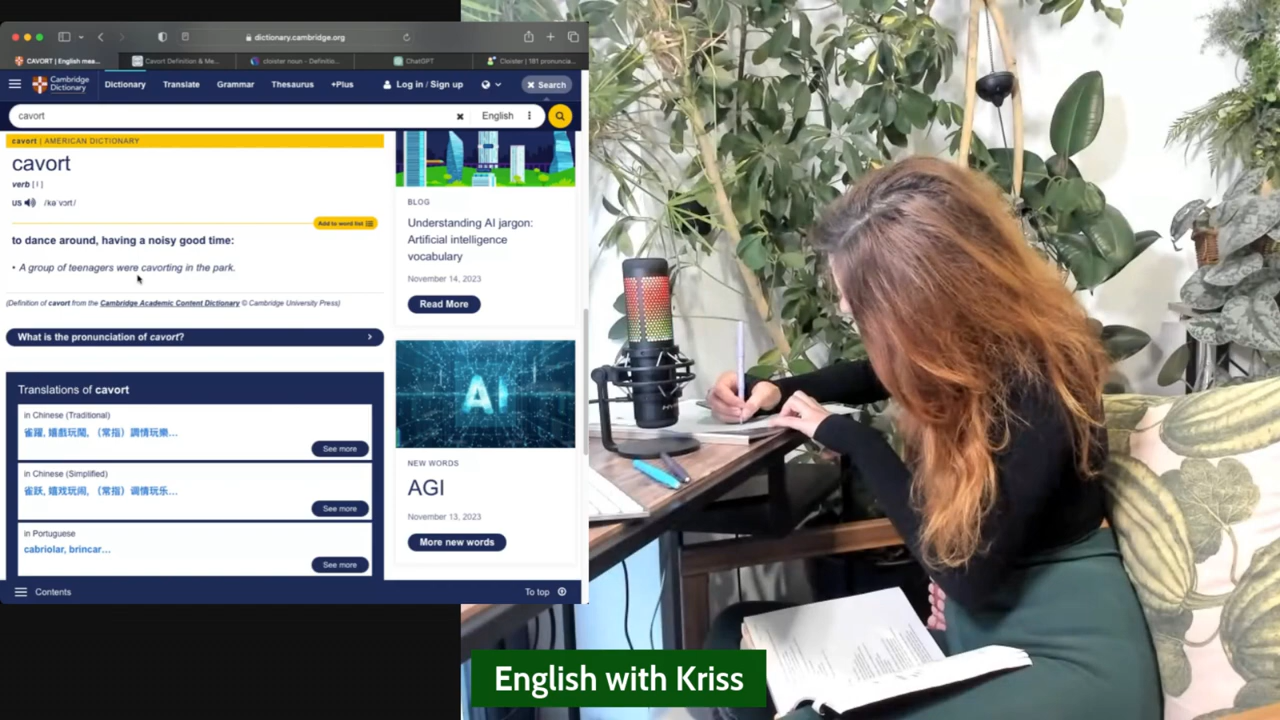 dictionary.cambridge.org
CAVORT | English mea...
Cavort Definition & Me...
cloister noun - Definitio...
ChatGPT
Cloister | 181 pronuncia...
Cambridge Dictionary
Dictionary
Translate
Grammar
Thesaurus
+Plus
Log in / Sign up
Search
cavort
English
cavort | AMERICAN DICTIONARY
cavort
verb [ I ]
US /kəˈvɔrt/
Add to word list
to dance around, having a noisy good time:
• A group of teenagers were cavorting in the park.
(Definition of cavort from the Cambridge Academic Content Dictionary © Cambridge University Press)
What is the pronunciation of cavort?
Translations of cavort
in Chinese (Traditional)
雀躍, 嬉戲玩鬧, （常指）調情玩樂…
See more
in Chinese (Simplified)
雀跃, 嬉戏玩闹, （常指）调情玩乐…
See more
in Portuguese
cabriolar, brincar…
See more
BLOG
Understanding AI jargon:
Artificial intelligence
vocabulary
November 14, 2023
Read More
AI
NEW WORDS
AGI
November 13, 2023
More new words
Contents
To top
English with Kriss